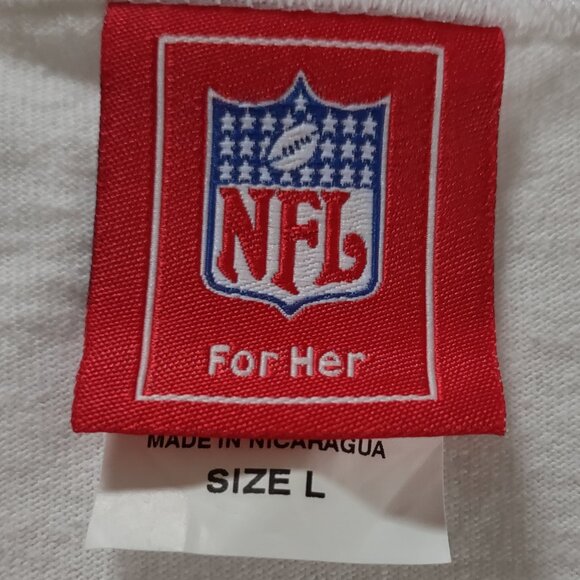 NFL
For Her
MADE IN NICARAGUA
SIZE L